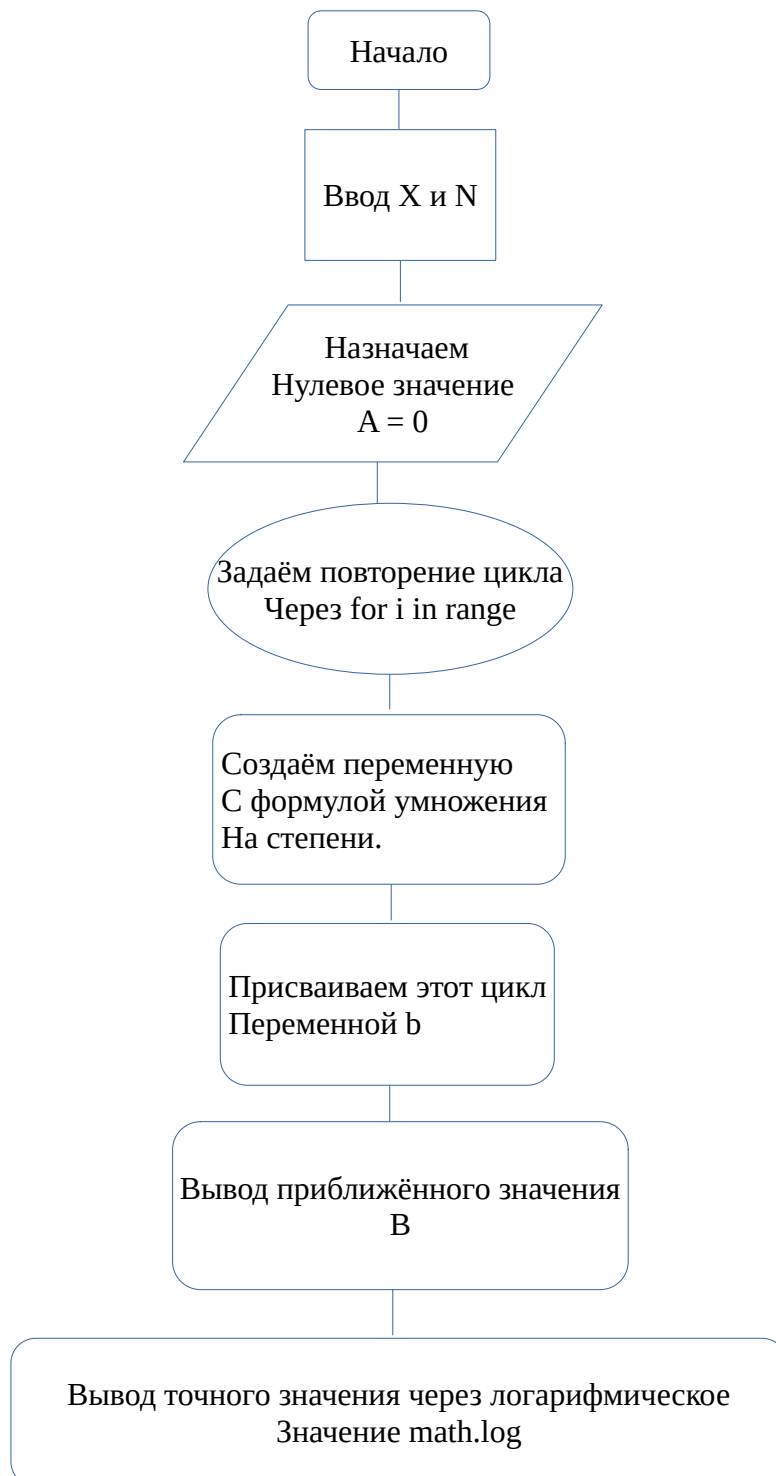 Начало
Ввод X и N
Назначаем
Нулевое значение
A = 0
Задаём повторение цикла
Через for i in range
Создаём переменную
С формулой умножения
На степени.
Присваиваем этот цикл
Переменной b
Вывод приближённого значения
B
Вывод точного значения через логарифмическое
Значение math.log